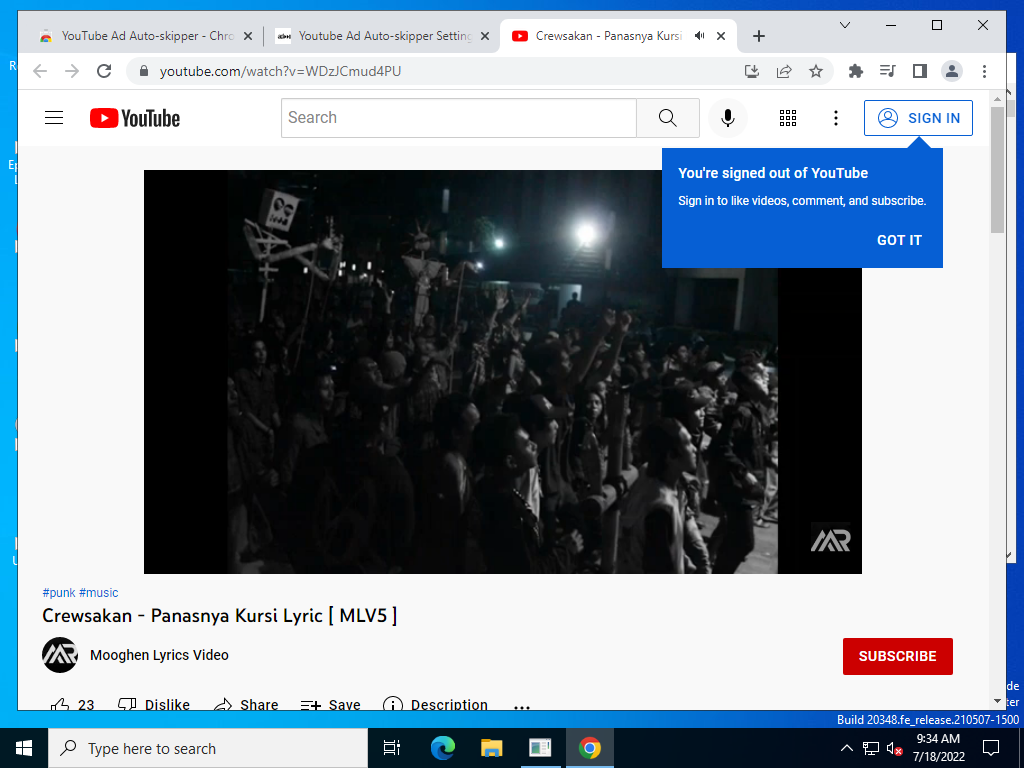 YouTube Ad Auto-skipper - Chro
Youtube Ad Auto-skipper Setting
Crewsakan - Panasnya Kursi
youtube.com/watch?v=WDzJCmud4PU
YouTube
Search
SIGN IN
You're signed out of YouTube
Sign in to like videos, comment, and subscribe.
GOT IT
MR
#punk #music
Crewsakan - Panasnya Kursi Lyric [ MLV5 ]
Mooghen Lyrics Video
SUBSCRIBE
23
Dislike
Share
Save
Description
Build 20348.fe_release.210507-1500
Type here to search
9:34 AM
7/18/2022